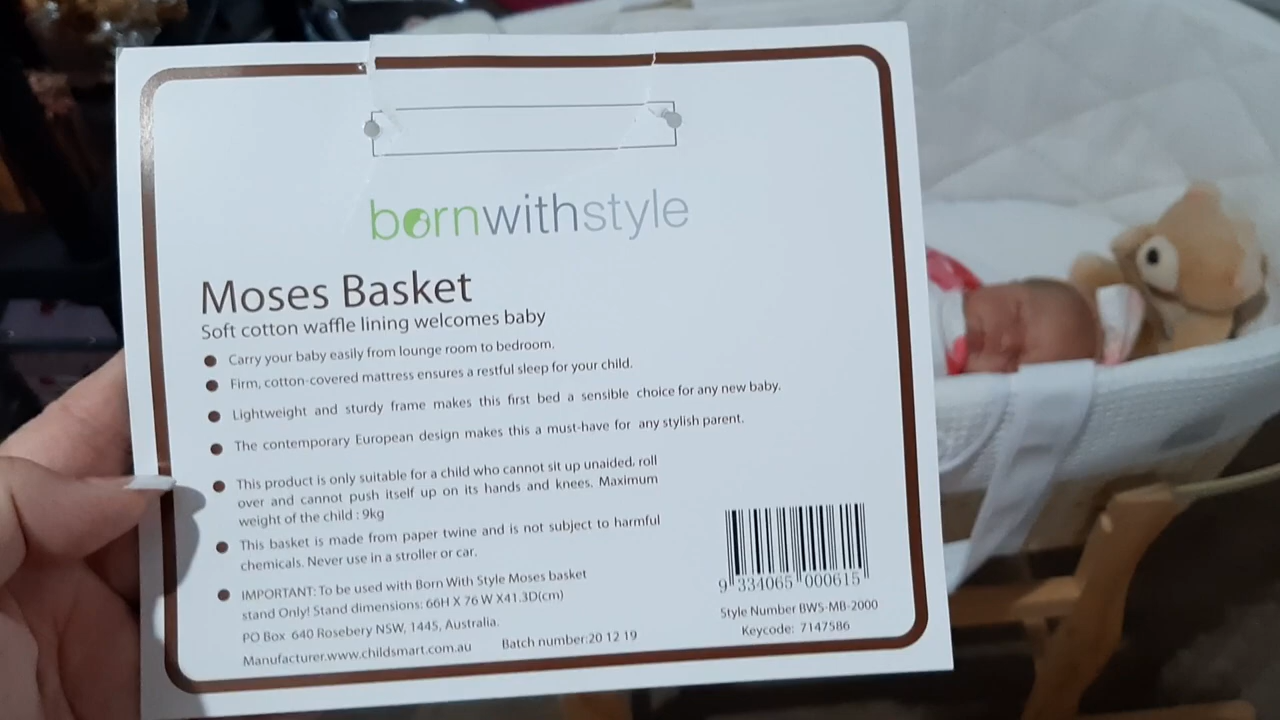 bornwithstyle
Moses Basket
Soft cotton waffle lining welcomes baby
Carry your baby easily from lounge room to bedroom.
Firm, cotton-covered mattress ensures a restful sleep for your child.
Lightweight and sturdy frame makes this first bed a sensible choice for any new baby.
The contemporary European design makes this a must-have for any stylish parent.
This product is only suitable for a child who cannot sit up unaided, roll
over and cannot push itself up on its hands and knees. Maximum
weight of the child : 9kg
This basket is made from paper twine and is not subject to harmful
chemicals. Never use in a stroller or car.
IMPORTANT: To be used with Born With Style Moses basket
stand Only! Stand dimensions: 66H X 76 W X41.3D(cm)
PO Box 640 Rosebery NSW, 1445, Australia.
Manufacturer.www.childsmart.com.au Batch number:20 12 19
9 334065 000615
Style Number BWS-MB-2000
Keycode: 7147586